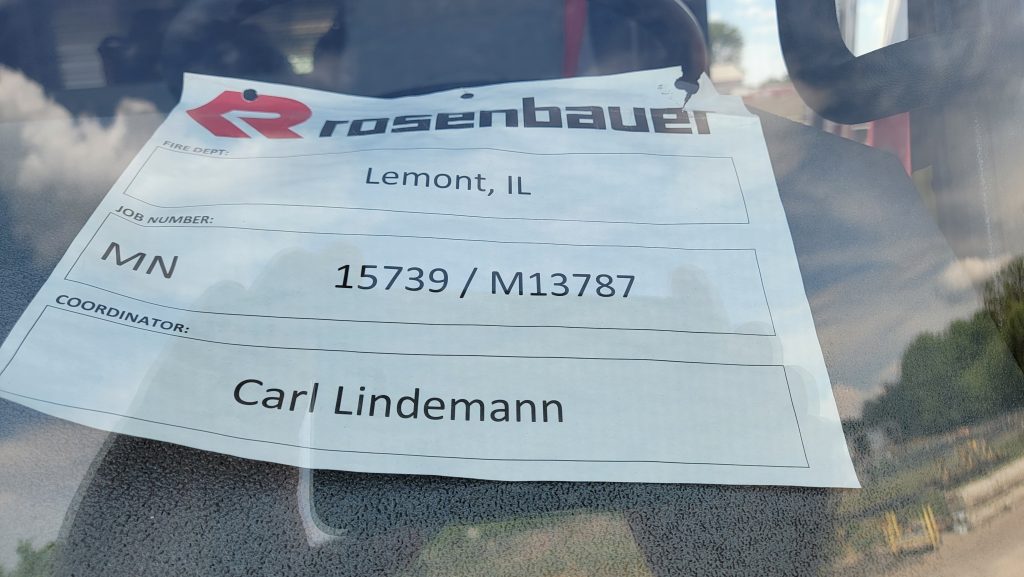 rosenbauer
FIRE DEPT:
Lemont, IL
JOB NUMBER:
MN 15739 / M13787
COORDINATOR:
Carl Lindemann